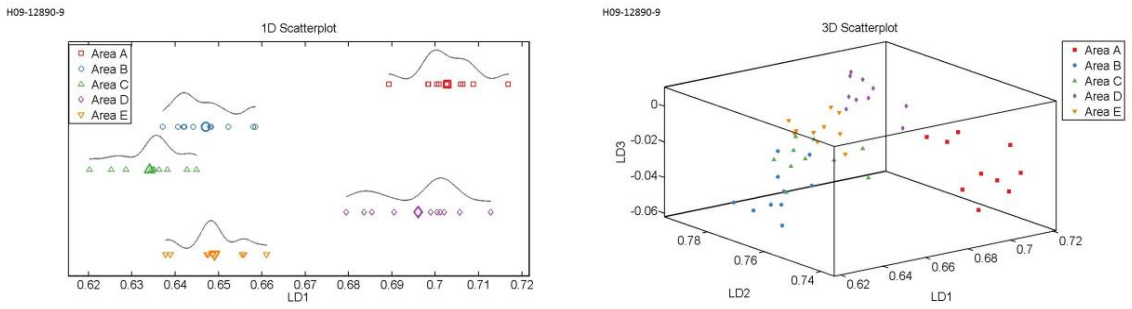 H09-12890-9
1D Scatterplot
Area A
Area B
Area C
Area D
Area E
0.62 0.63 0.64 0.65 0.66 0.67 0.68 0.69 0.7 0.71 0.72
LD1
H09-12890-9
3D Scatterplot
Area A
Area B
Area C
Area D
Area E
0
-0.02
-0.04
-0.06
LD3
0.78
0.76
0.74
LD2
0.62 0.64 0.66 0.68 0.7 0.72
LD1